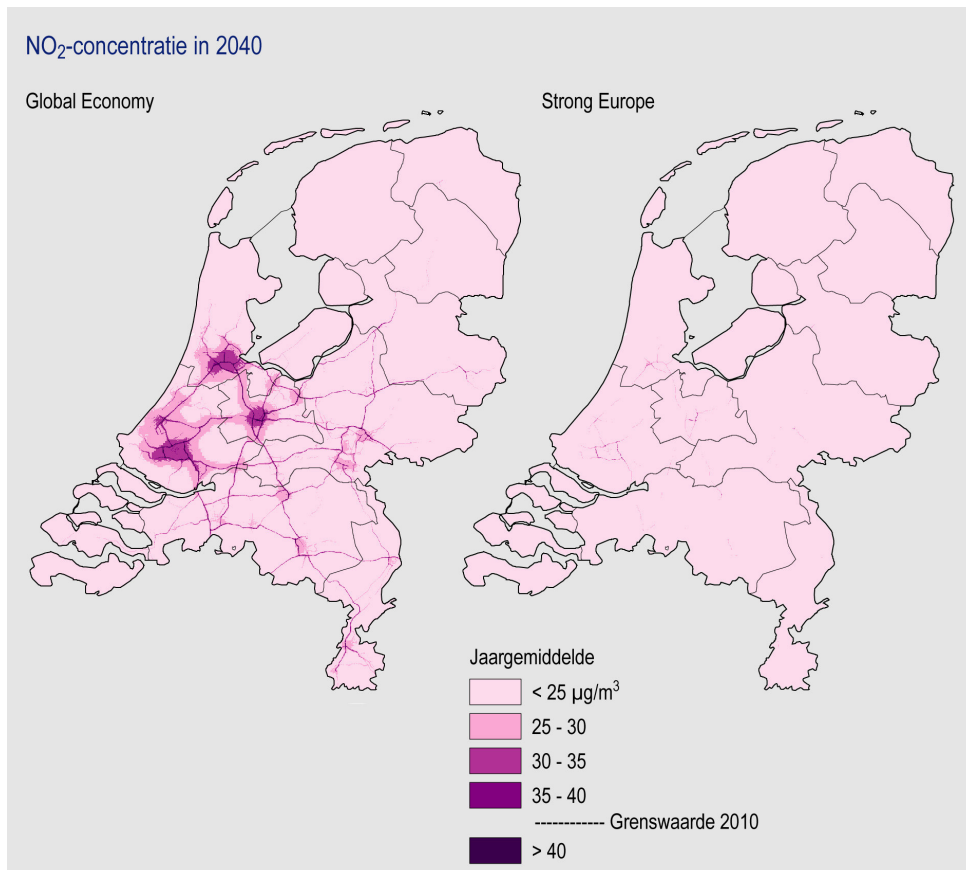 NO₂-concentratie in 2040
Global Economy
Strong Europe
Jaargemiddelde
< 25 µg/m³
25 - 30
30 - 35
35 - 40
------------ Grenswaarde 2010
> 40